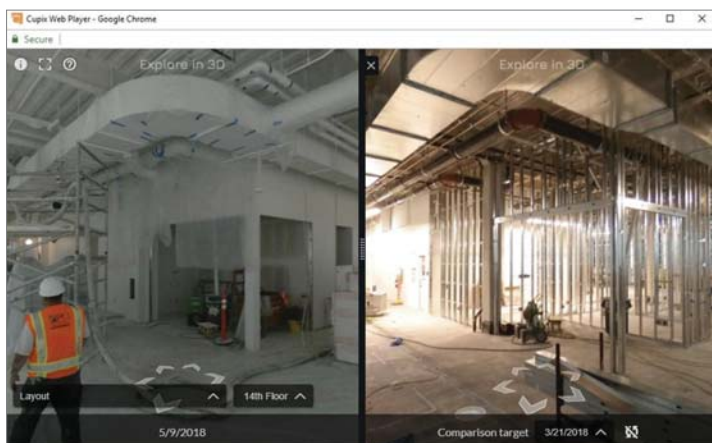 Cupix Web Player - Google Chrome
Secure
Explore in 3D
Explore in 3D
Layout
14th Floor
5/9/2018
Comparison target
3/21/2018